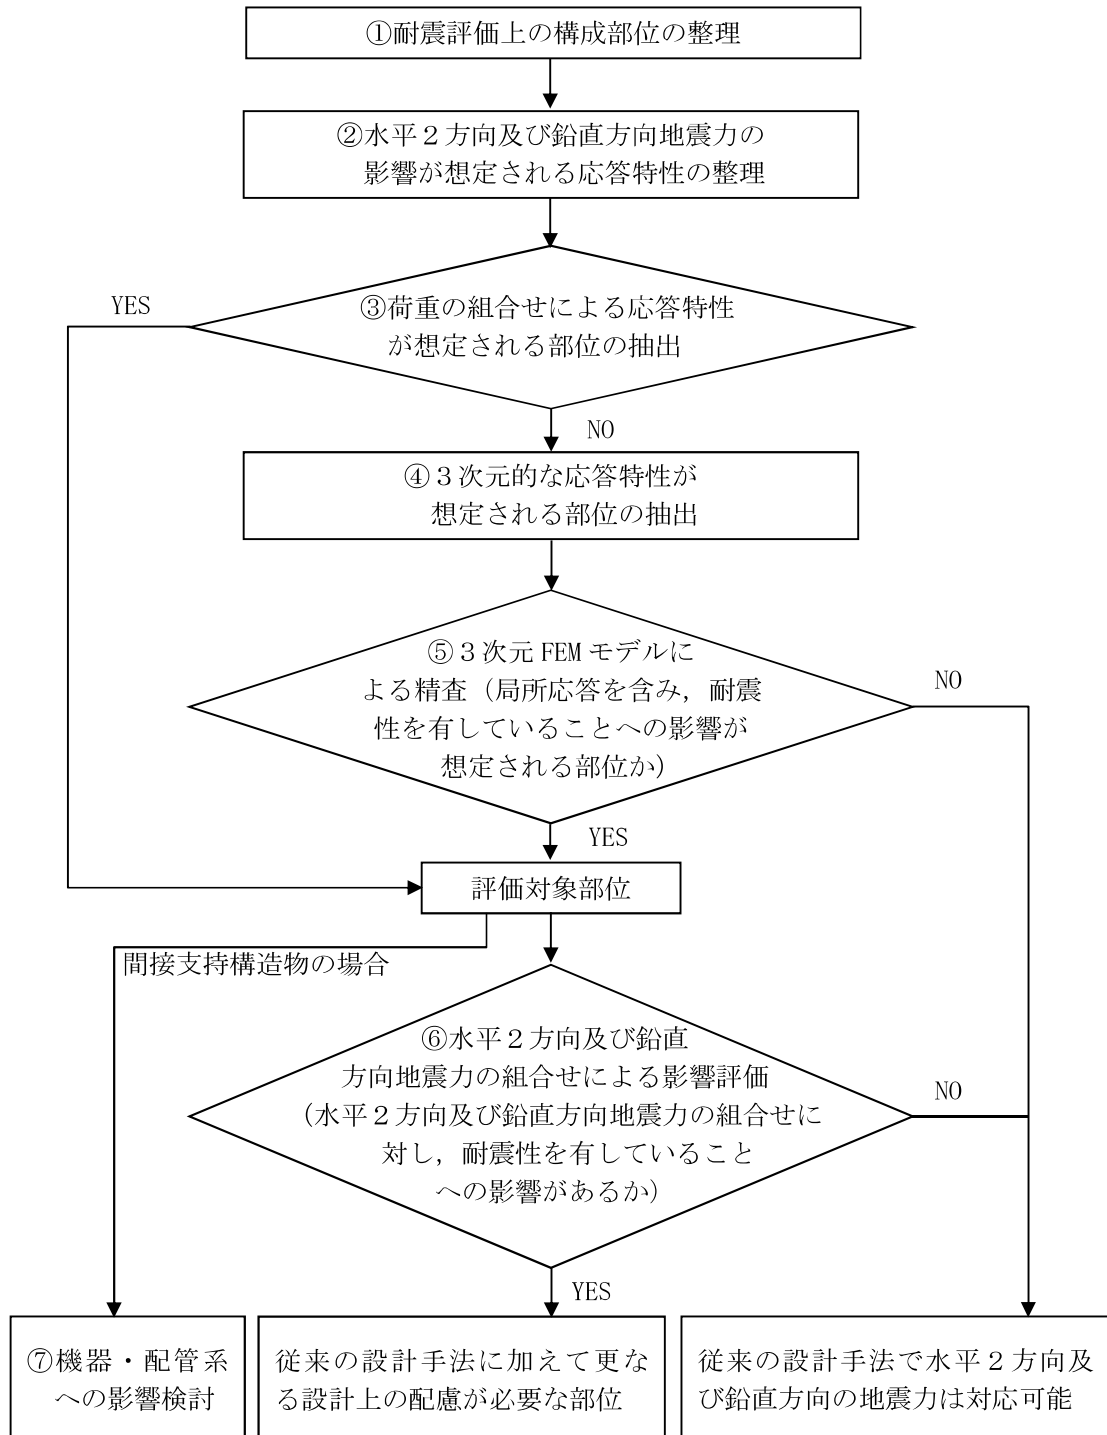 ①耐震評価上の構成部位の整理
②水平２方向及び鉛直方向地震力の
影響が想定される応答特性の整理
YES
③荷重の組合せによる応答特性
が想定される部位の抽出
NO
④３次元的な応答特性が
想定される部位の抽出
⑤３次元 FEM モデルに
よる精査（局所応答を含み，耐震
性を有していることへの影響が
想定される部位か）
NO
YES
評価対象部位
間接支持構造物の場合
⑥水平２方向及び鉛直
方向地震力の組合せによる影響評価
（水平２方向及び鉛直方向地震力の組合せに
対し，耐震性を有していること
への影響があるか）
NO
YES
⑦機器・配管系
への影響検討
従来の設計手法に加えて更な
る設計上の配慮が必要な部位
従来の設計手法で水平２方向及
び鉛直方向の地震力は対応可能